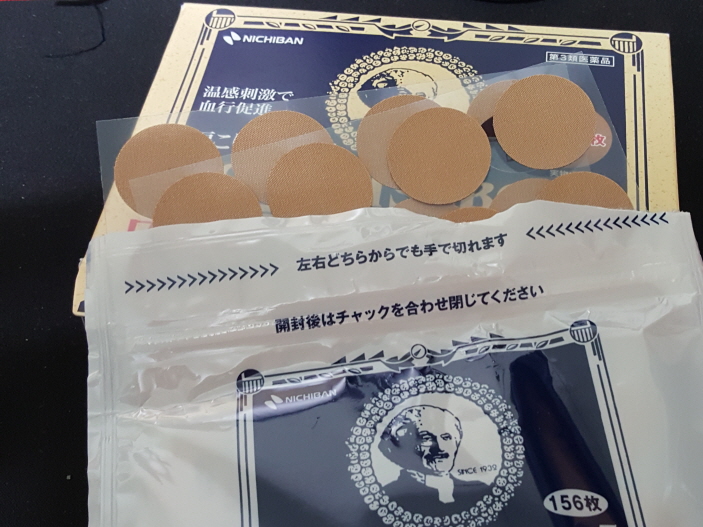 NICHIBAN
第3類医薬品
温感刺激で
血行促進
枚
左右どちらからでも手で切れます
開封後はチャックを合わせ閉じてください
NICHIBAN
SINCE 1932
156枚